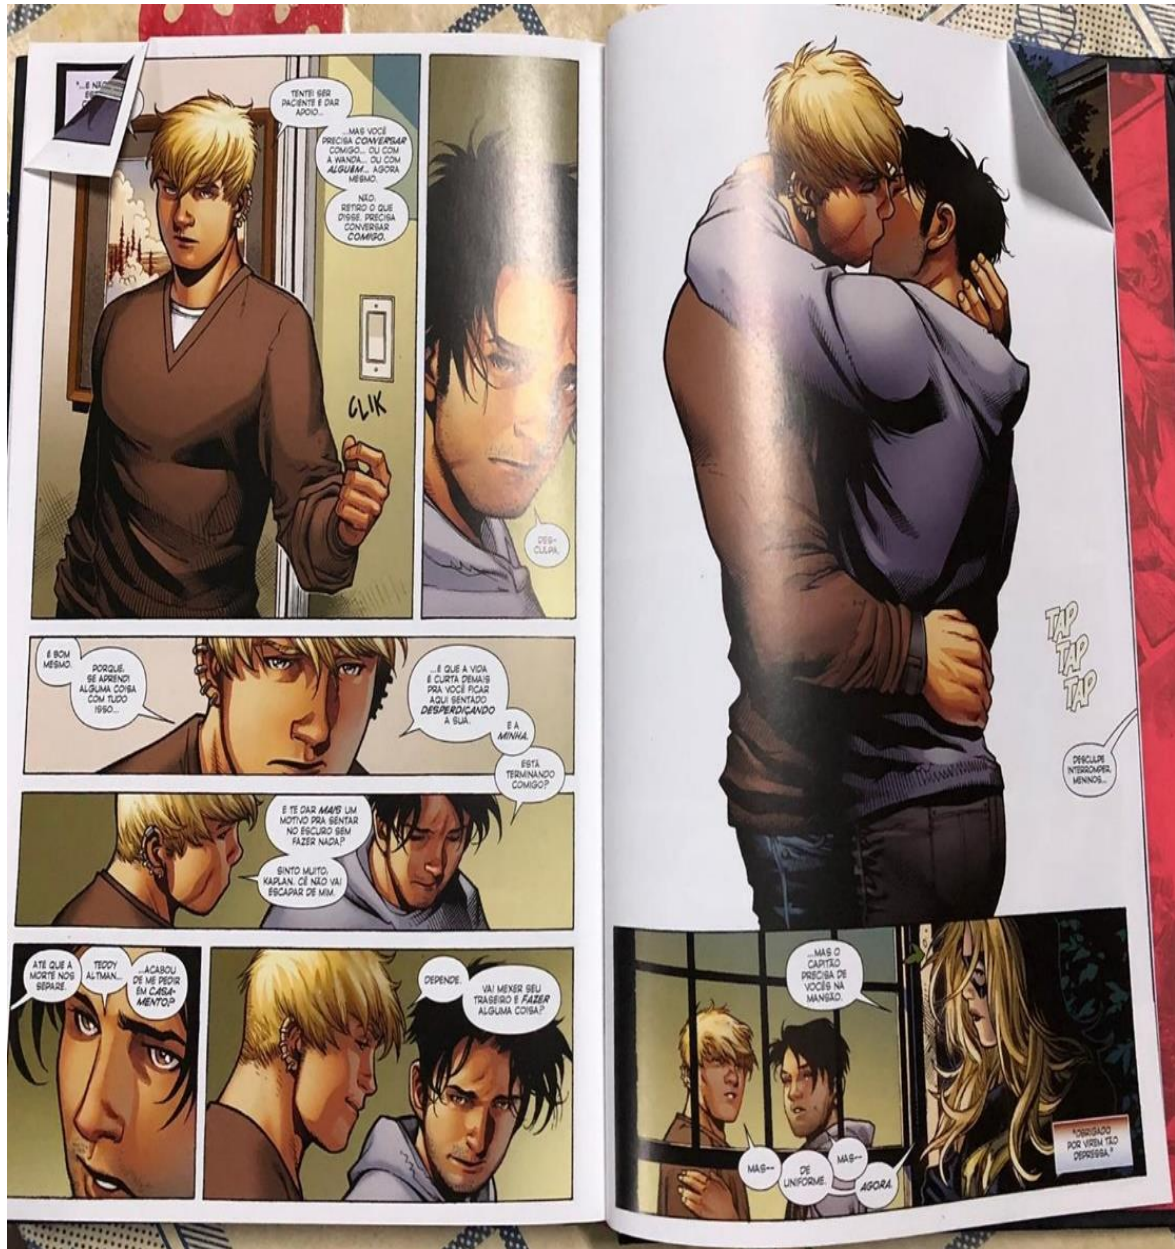 "...E NÃO
TENTEI SER
PACIENTE E DAR
APOIO...
...MAS VOCÊ
PRECISA CONVERSAR
COMIGO... OU COM
A WANDA... OU COM
ALGUÉM... AGORA
MESMO.
NÃO.
RETIRO O QUE
DISSE. PRECISA
CONVERSAR
COMIGO.
CLIK
DES-
CULPA.
É BOM
MESMO.
PORQUE,
SE APRENDI
ALGUMA COISA
COM TUDO
ISSO...
...É QUE A VIDA
É CURTA DEMAIS
PRA VOCÊ FICAR
AQUI SENTADO
DESPERDIÇANDO
A SUA.
E A
MINHA.
ESTÁ
TERMINANDO
COMIGO?
E TE DAR MAIS UM
MOTIVO PRA SENTAR
NO ESCURO SEM
FAZER NADA?
SINTO MUITO,
KAPLAN. CÊ NÃO VAI
ESCAPAR DE MIM.
ATÉ QUE A
MORTE NOS
SEPARE.
TEDDY
ALTMAN...
...ACABOU
DE ME PEDIR
EM CASA-
MENTO?
DEPENDE.
VAI MEXER SEU
TRASEIRO E FAZER
ALGUMA COISA?
TAP
TAP
TAP
DESCULPE
INTERROMPER,
MENINOS...
...MAS O
CAPITÃO
PRECISA DE
VOCÊS NA
MANSÃO.
MAS--
DE
UNIFORME.
MAS--
AGORA.
"OBRIGADO
POR VIREM TÃO
DEPRESSA."